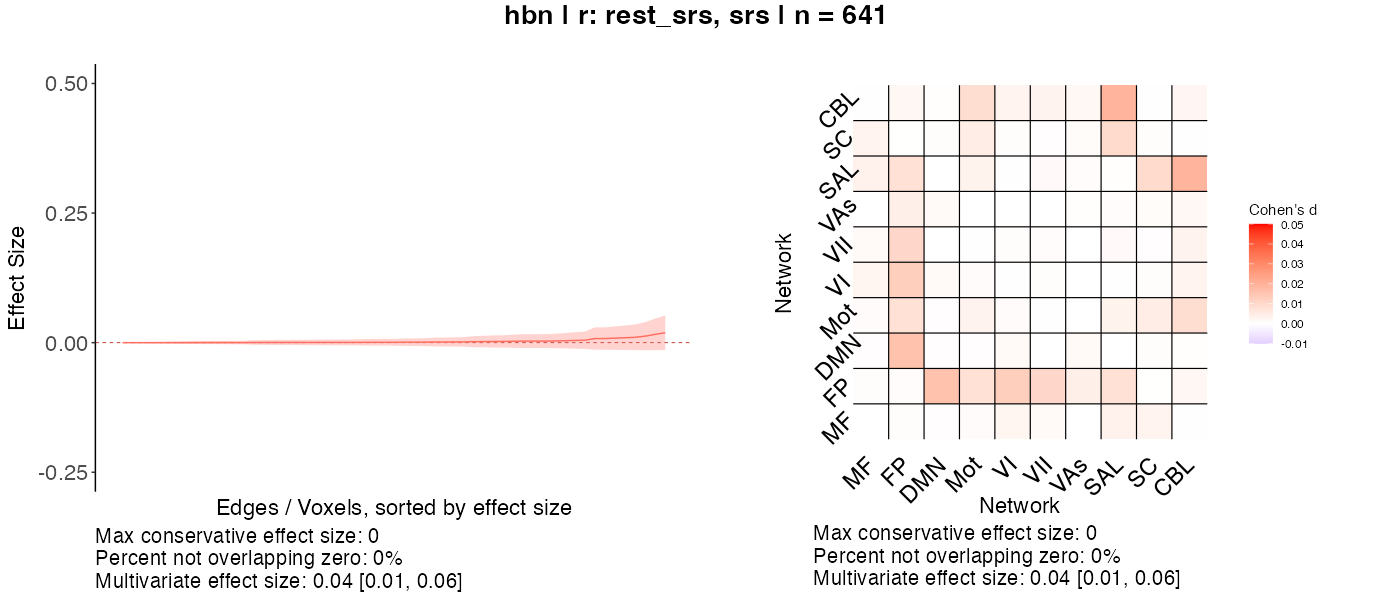 hbn | r: rest_srs, srs | n = 641
Effect Size
0.50
0.25
0.00
-0.25
Edges / Voxels, sorted by effect size
Max conservative effect size: 0
Percent not overlapping zero: 0%
Multivariate effect size: 0.04 [0.01, 0.06]
Network
CBL
SC
SAL
VAs
VII
VI
Mot
DMN
FP
MF
MF
FP
DMN
Mot
VI
VII
VAs
SAL
SC
CBL
Network
Max conservative effect size: 0
Percent not overlapping zero: 0%
Multivariate effect size: 0.04 [0.01, 0.06]
Cohen's d
0.05
0.04
0.03
0.02
0.01
0.00
-0.01